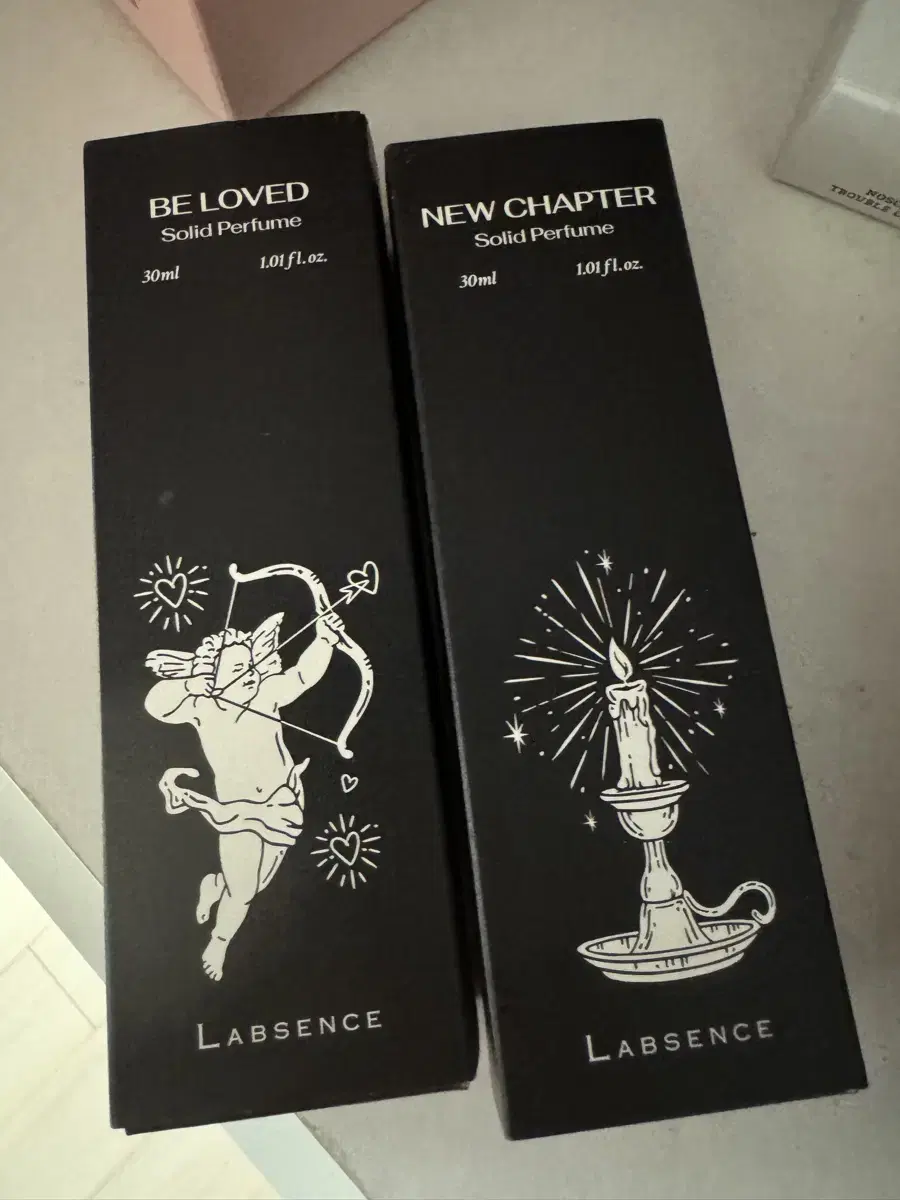 BE LOVED
Solid Perfume
30ml 1.01 fl.oz.
LABSENCE
NEW CHAPTER
Solid Perfume
30ml 1.01 fl.oz.
LABSENCE
TROUBLE